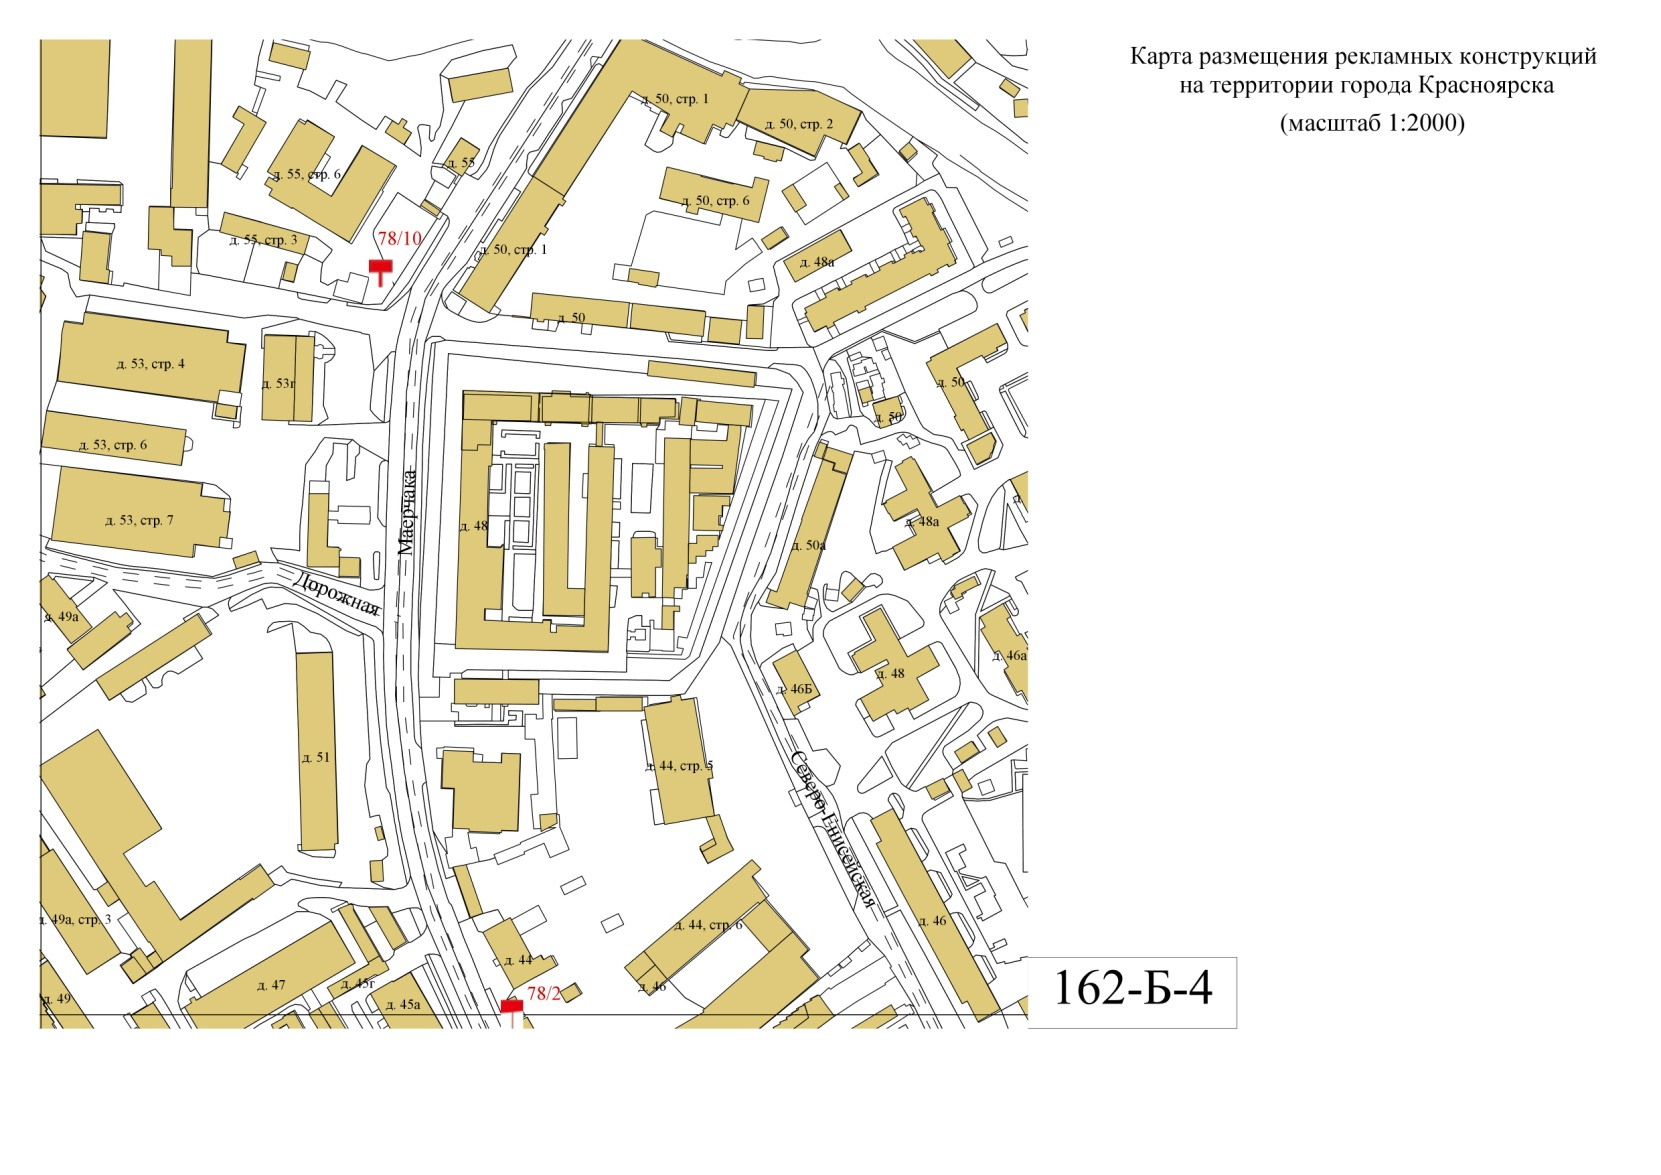 Карта размещения рекламных конструкций
на территории города Красноярска
(масштаб 1:2000)
д. 50, стр. 1
д. 50, стр. 2
д. 55
д. 55, стр. 6
д. 50, стр. 6
78/10
д. 55, стр. 3
д. 50, стр. 1
д. 48а
д. 50
д. 53, стр. 4
д. 53г
д. 50
д. 50
д. 53, стр. 6
Маерчака
д. 53, стр. 7
д. 48
д. 48а
д. 50а
Дорожная
д. 49а
д. 46а
д. 48
д. 46Б
д. 51
д. 44, стр. 5
Северо-Енисейская
д. 49а, стр. 3
д. 44, стр. 6
д. 46
д. 44
д. 47
д. 45г
д. 46
78/2
д. 49
д. 45а
162-Б-4